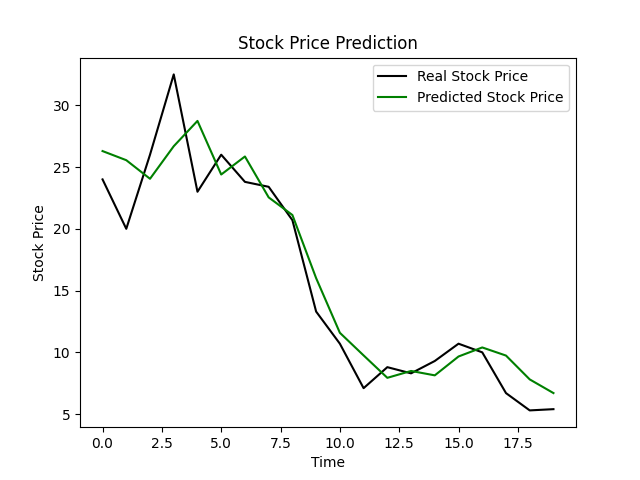 Stock Price Prediction
Real Stock Price
Predicted Stock Price
Stock Price
30
25
20
15
10
5
0.0 2.5 5.0 7.5 10.0 12.5 15.0 17.5
Time